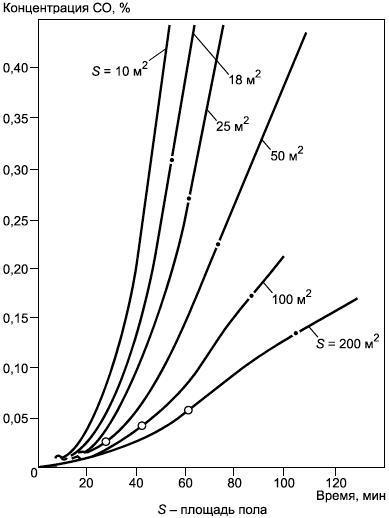 Концентрация CO, %
0,40
0,35
0,30
0,25
0,20
0,15
0,10
0,05
0
S = 10 м²
18 м²
25 м²
50 м²
100 м²
S = 200 м²
20
40
60
80
100
120
Время, мин
S – площадь пола